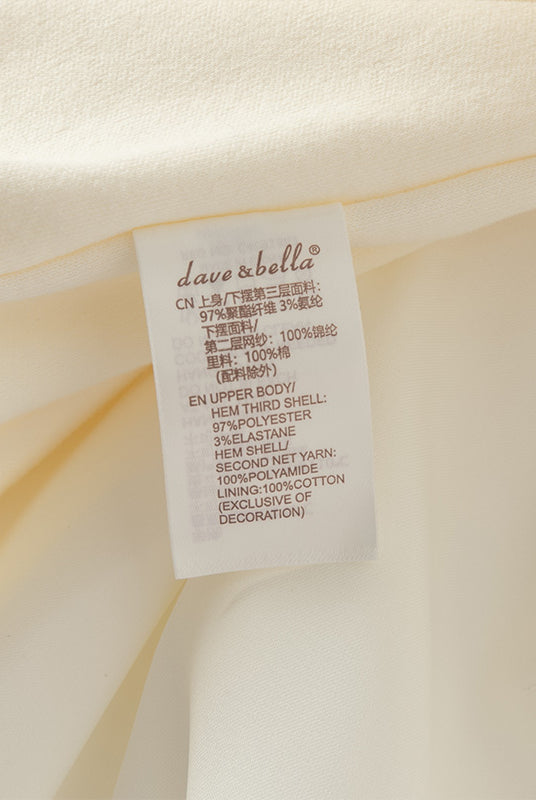 dave & bella®
CN 上身/下摆第三层面料:
97%聚酯纤维 3%氨纶
下摆面料/
第二层网纱: 100%锦纶
里料: 100%棉
(配料除外)
EN UPPER BODY/
HEM THIRD SHELL:
97%POLYESTER
3%ELASTANE
HEM SHELL/
SECOND NET YARN:
100%POLYAMIDE
LINING:100%COTTON
(EXCLUSIVE OF
DECORATION)